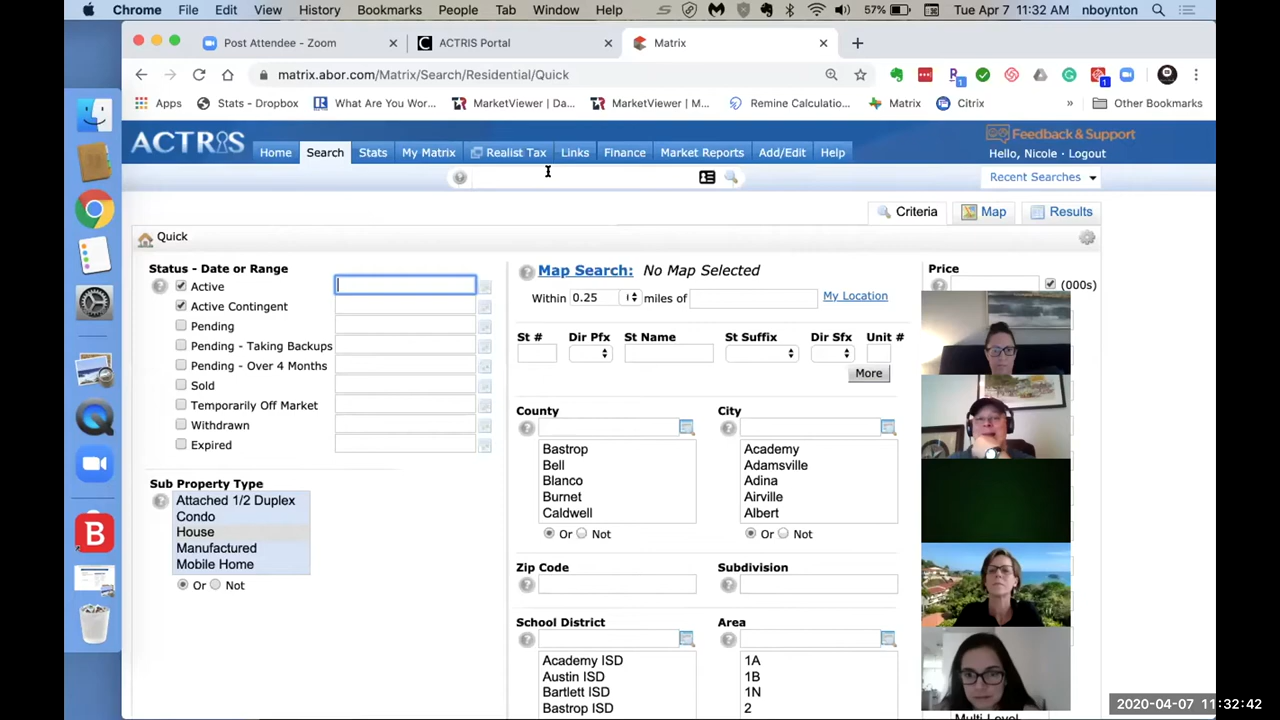 Chrome File Edit View History Bookmarks People Tab Window Help 57% Tue Apr 7 11:32 AM nboynton
Post Attendee - Zoom ACTRIS Portal Matrix
matrix.abor.com/Matrix/Search/Residential/Quick
Apps Stats - Dropbox What Are You Wor... MarketViewer | Da... MarketViewer | M... Remine Calculatio... Matrix Citrix » Other Bookmarks
ACTRIS
Feedback & Support
Hello, Nicole · Logout
Home Search Stats My Matrix Realist Tax Links Finance Market Reports Add/Edit Help
Recent Searches
Criteria Map Results
Quick
Status - Date or Range
Active
Active Contingent
Pending
Pending - Taking Backups
Pending - Over 4 Months
Sold
Temporarily Off Market
Withdrawn
Expired
Sub Property Type
Attached 1/2 Duplex
Condo
House
Manufactured
Mobile Home
Or Not
Map Search: No Map Selected
Within 0.25 miles of My Location
St # Dir Pfx St Name St Suffix Dir Sfx Unit #
More
County
Bastrop
Bell
Blanco
Burnet
Caldwell
Or Not
City
Academy
Adamsville
Adina
Airville
Albert
Or Not
Zip Code
Subdivision
School District
Academy ISD
Austin ISD
Bartlett ISD
Bastrop ISD
Area
1A
1B
1N
2
Price
(000s)
Multi Level
2020-04-07 11:32:42